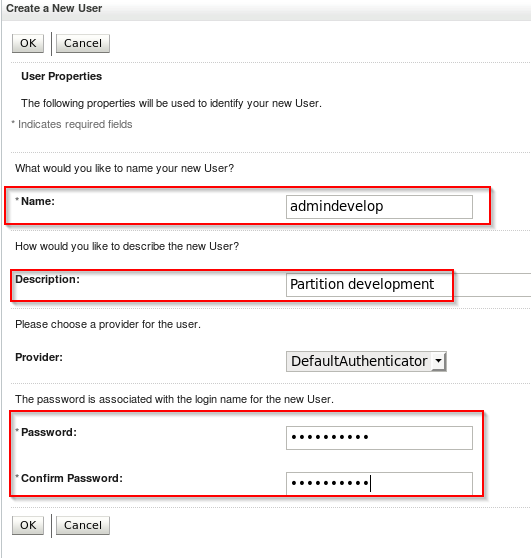 Create a New User
OK Cancel
User Properties
The following properties will be used to identify your new User.
* Indicates required fields
What would you like to name your new User?
* Name: admindevelop
How would you like to describe the new User?
Description: Partition development
Please choose a provider for the user.
Provider: DefaultAuthenticator
The password is associated with the login name for the new User.
* Password: ••••••••••
* Confirm Password: ••••••••••
OK Cancel